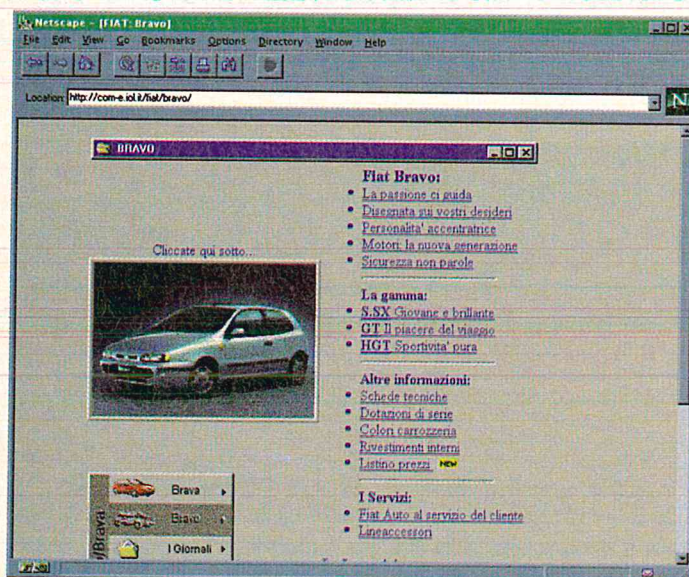 Netscape - [FIAT: Bravo]
File Edit View Go Bookmarks Options Directory Window Help
Location: http://com-e.iol.it/fiat/bravo/
N
BRAVO
Cliccate qui sotto...
Fiat Bravo:
La passione ci guida
Disegnata sui vostri desideri
Personalita' accentratrice
Motori: la nuova generazione
Sicurezza non parole
La gamma:
S.SX Giovane e brillante
GT Il piacere del viaggio
HGT Sportivita' pura
Altre informazioni:
Schede tecniche
Dotazioni di serie
Colori carrozzeria
Rivestimenti interni
Listino prezzi NEW
I Servizi:
Fiat Auto al servizio del cliente
Lineaccessori
/Brava
Brava
Bravo
I Giornali